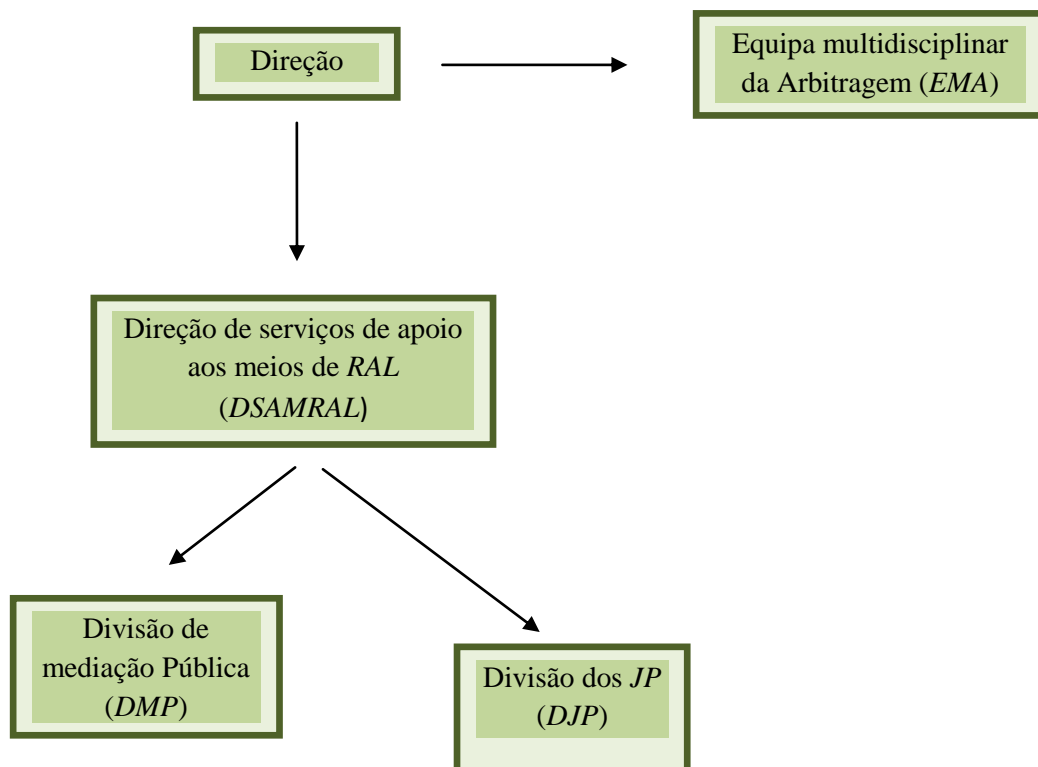 Direção
Equipa multidisciplinar
da Arbitragem (EMA)
Direção de serviços de apoio
aos meios de RAL
(DSAMRAL)
Divisão de
mediação Pública
(DMP)
Divisão dos JP
(DJP)